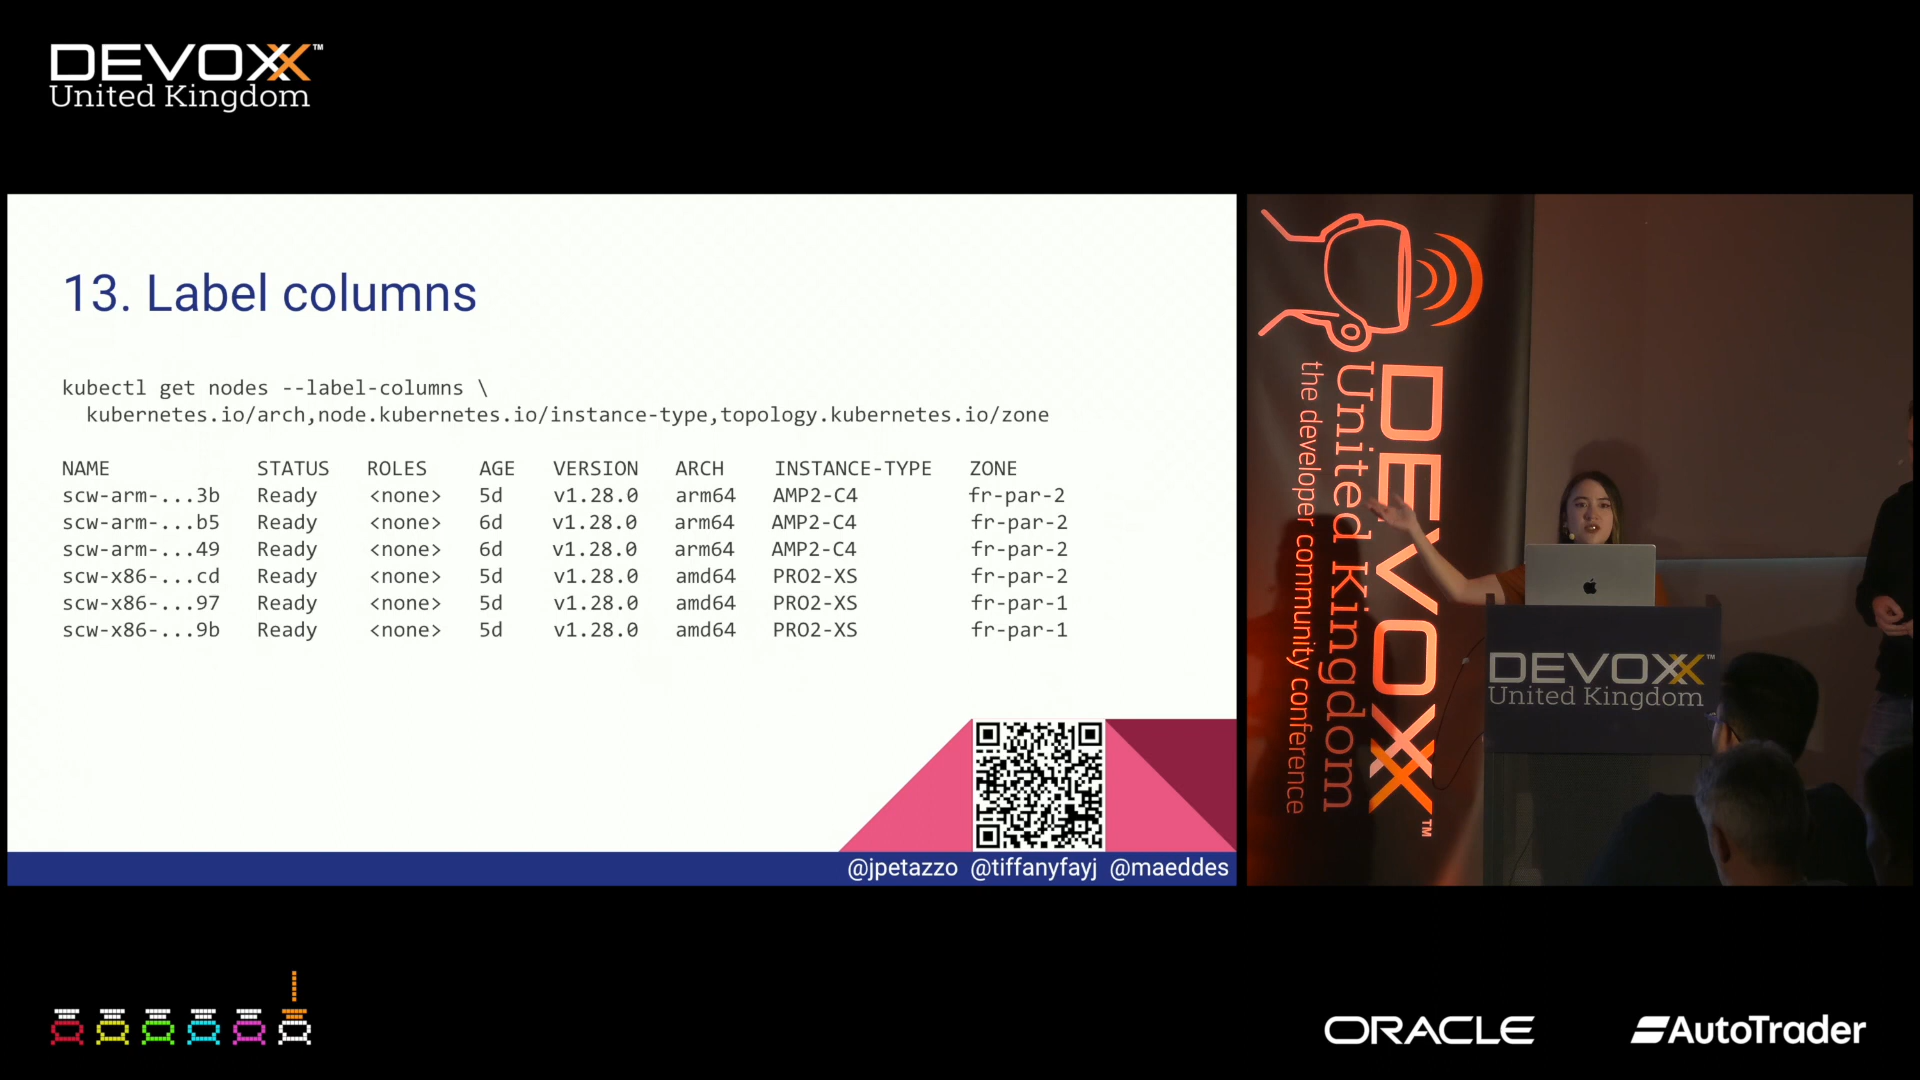 DEVOXX™
United Kingdom
13. Label columns
kubectl get nodes --label-columns \
kubernetes.io/arch,node.kubernetes.io/instance-type,topology.kubernetes.io/zone
NAME STATUS ROLES AGE VERSION ARCH INSTANCE-TYPE ZONE
scw-arm-...3b Ready <none> 5d v1.28.0 arm64 AMP2-C4 fr-par-2
scw-arm-...b5 Ready <none> 6d v1.28.0 arm64 AMP2-C4 fr-par-2
scw-arm-...49 Ready <none> 6d v1.28.0 arm64 AMP2-C4 fr-par-2
scw-x86-...cd Ready <none> 5d v1.28.0 amd64 PRO2-XS fr-par-2
scw-x86-...97 Ready <none> 5d v1.28.0 amd64 PRO2-XS fr-par-1
scw-x86-...9b Ready <none> 5d v1.28.0 amd64 PRO2-XS fr-par-1
@jpetazzo @tiffanyfayj @maeddes
DEVOXX™
United Kingdom
the developer community conference
DEVOXX™
United Kingdom
ORACLE
AutoTrader